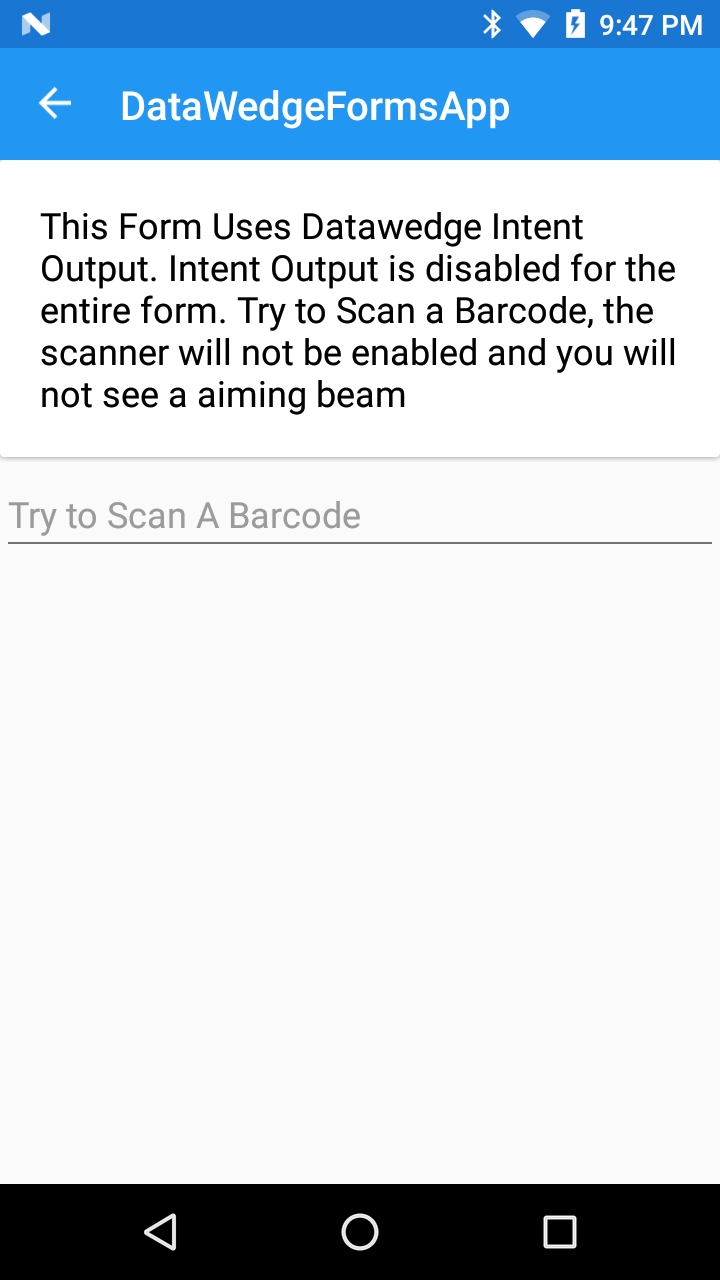 9:47 PM
DataWedgeFormsApp
This Form Uses Datawedge Intent
Output. Intent Output is disabled for the
entire form. Try to Scan a Barcode, the
scanner will not be enabled and you will
not see a aiming beam
Try to Scan A Barcode